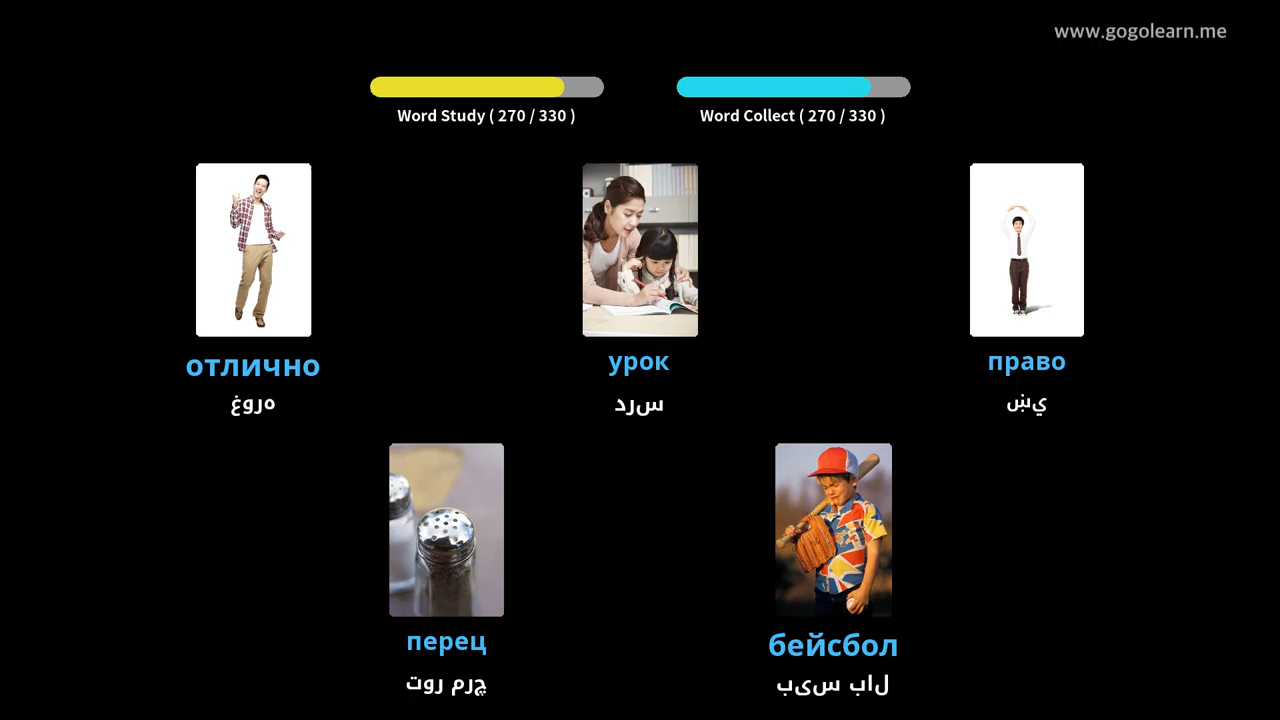 www.gogolearn.me
Word Study ( 270 / 330 )
Word Collect ( 270 / 330 )
отлично
غوره
урок
درس
право
ښي
перец
تور مرچ
бейсбол
بیس بال